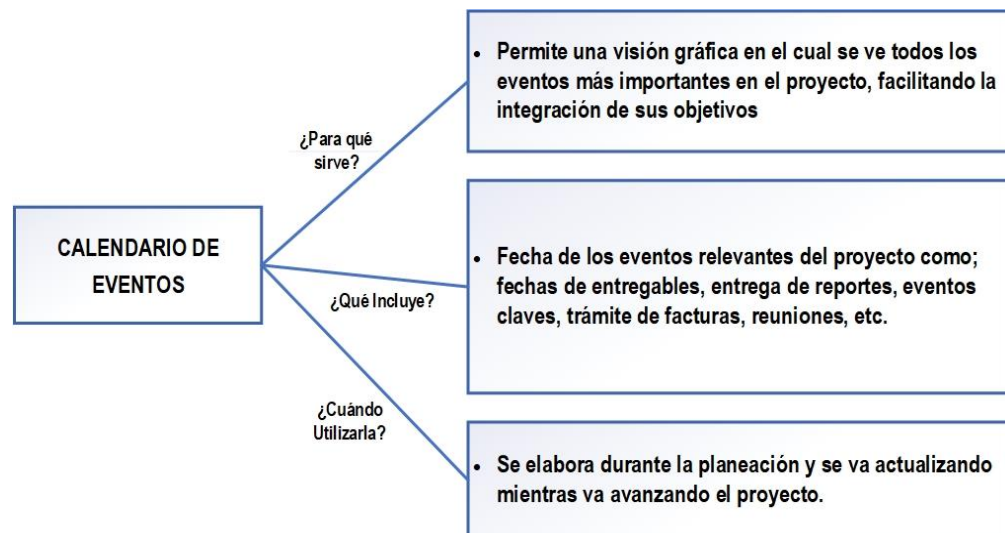 • Permite una visión gráfica en el cual se ve todos los
eventos más importantes en el proyecto, facilitando la
integración de sus objetivos
¿Para qué
sirve?
CALENDARIO DE
EVENTOS
¿Qué Incluye?
• Fecha de los eventos relevantes del proyecto como;
fechas de entregables, entrega de reportes, eventos
claves, trámite de facturas, reuniones, etc.
¿Cuándo
Utilizarla?
• Se elabora durante la planeación y se va actualizando
mientras va avanzando el proyecto.